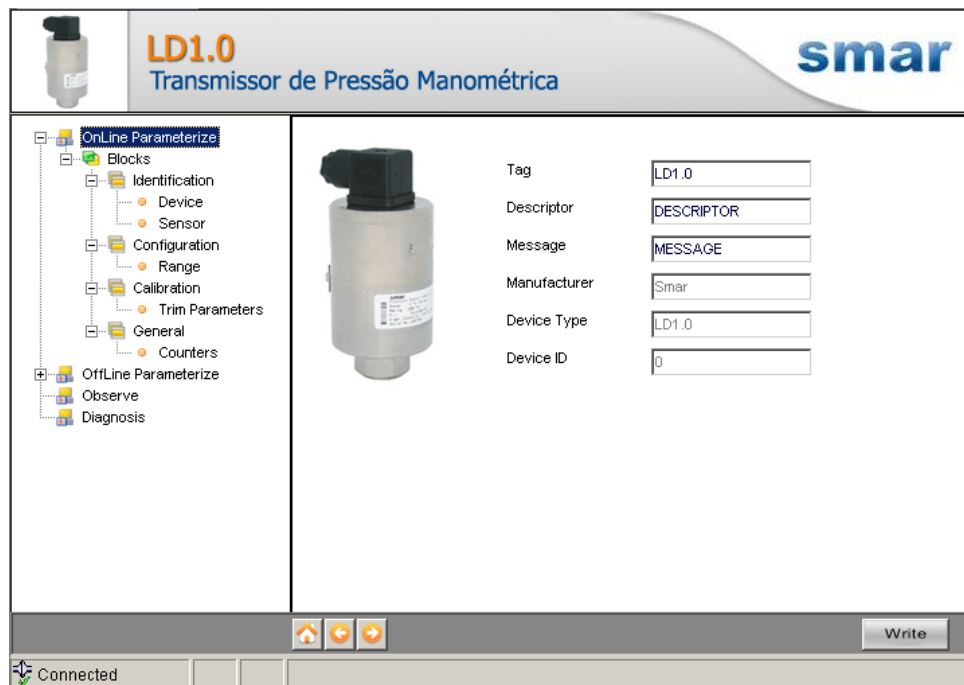 LD1.0
Transmissor de Pressão Manométrica
smar
OnLine Parameterize
Blocks
Identification
Device
Sensor
Configuration
Range
Calibration
Trim Parameters
General
Counters
OffLine Parameterize
Observe
Diagnosis
Tag LD1.0
Descriptor DESCRIPTOR
Message MESSAGE
Manufacturer Smar
Device Type LD1.0
Device ID 0
smar
Write
Connected